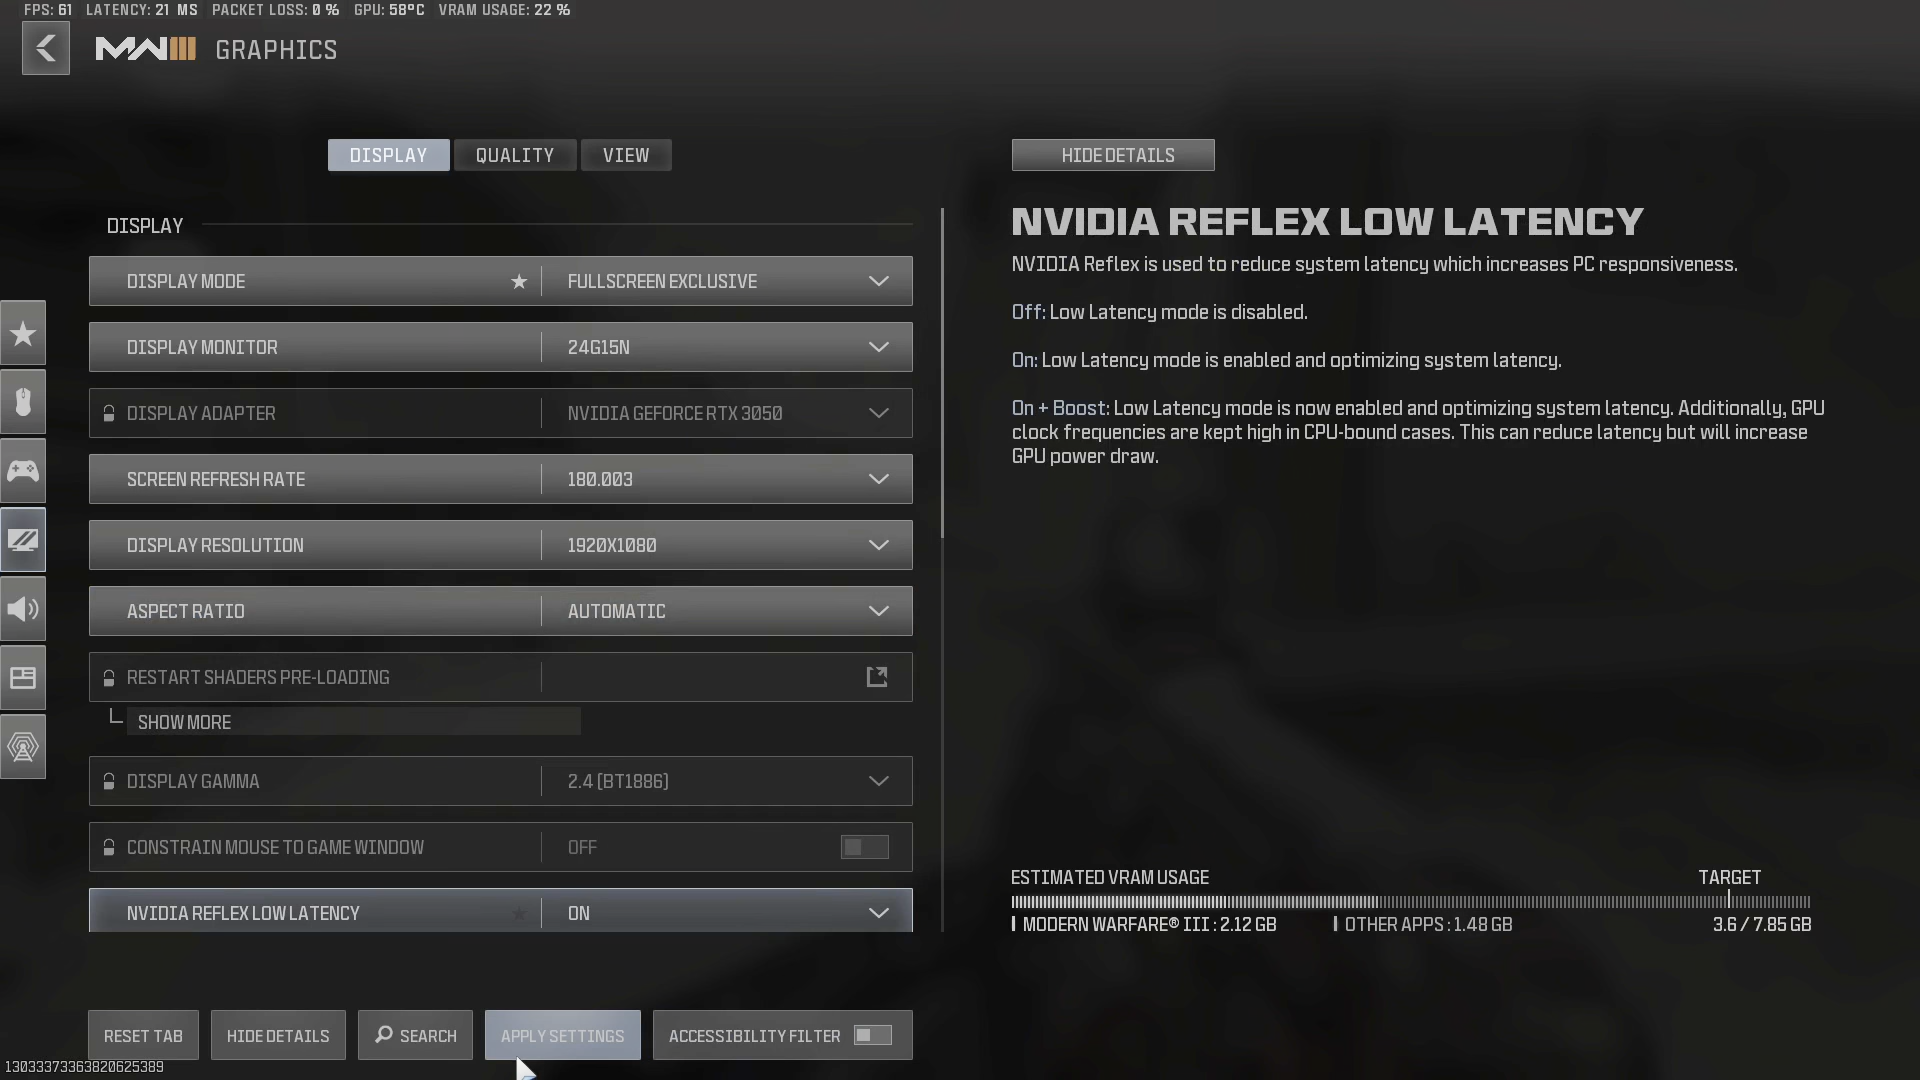 FPS: 61 LATENCY: 21 MS PACKET LOSS: 0 % GPU: 58°C VRAM USAGE: 22 %
MWIII GRAPHICS
DISPLAY QUALITY VIEW
HIDE DETAILS
DISPLAY
DISPLAY MODE FULLSCREEN EXCLUSIVE
DISPLAY MONITOR 24G15N
DISPLAY ADAPTER NVIDIA GEFORCE RTX 3050
SCREEN REFRESH RATE 180.003
DISPLAY RESOLUTION 1920X1080
ASPECT RATIO AUTOMATIC
RESTART SHADERS PRE-LOADING
SHOW MORE
DISPLAY GAMMA 2.4 (BT1886)
CONSTRAIN MOUSE TO GAME WINDOW OFF
NVIDIA REFLEX LOW LATENCY ON
NVIDIA REFLEX LOW LATENCY
NVIDIA Reflex is used to reduce system latency which increases PC responsiveness.
Off: Low Latency mode is disabled.
On: Low Latency mode is enabled and optimizing system latency.
On + Boost: Low Latency mode is now enabled and optimizing system latency. Additionally, GPU
clock frequencies are kept high in CPU-bound cases. This can reduce latency but will increase
GPU power draw.
ESTIMATED VRAM USAGE TARGET
MODERN WARFARE® III : 2.12 GB OTHER APPS : 1.48 GB 3.6 / 7.85 GB
RESET TAB HIDE DETAILS SEARCH APPLY SETTINGS ACCESSIBILITY FILTER
13033373363820625389